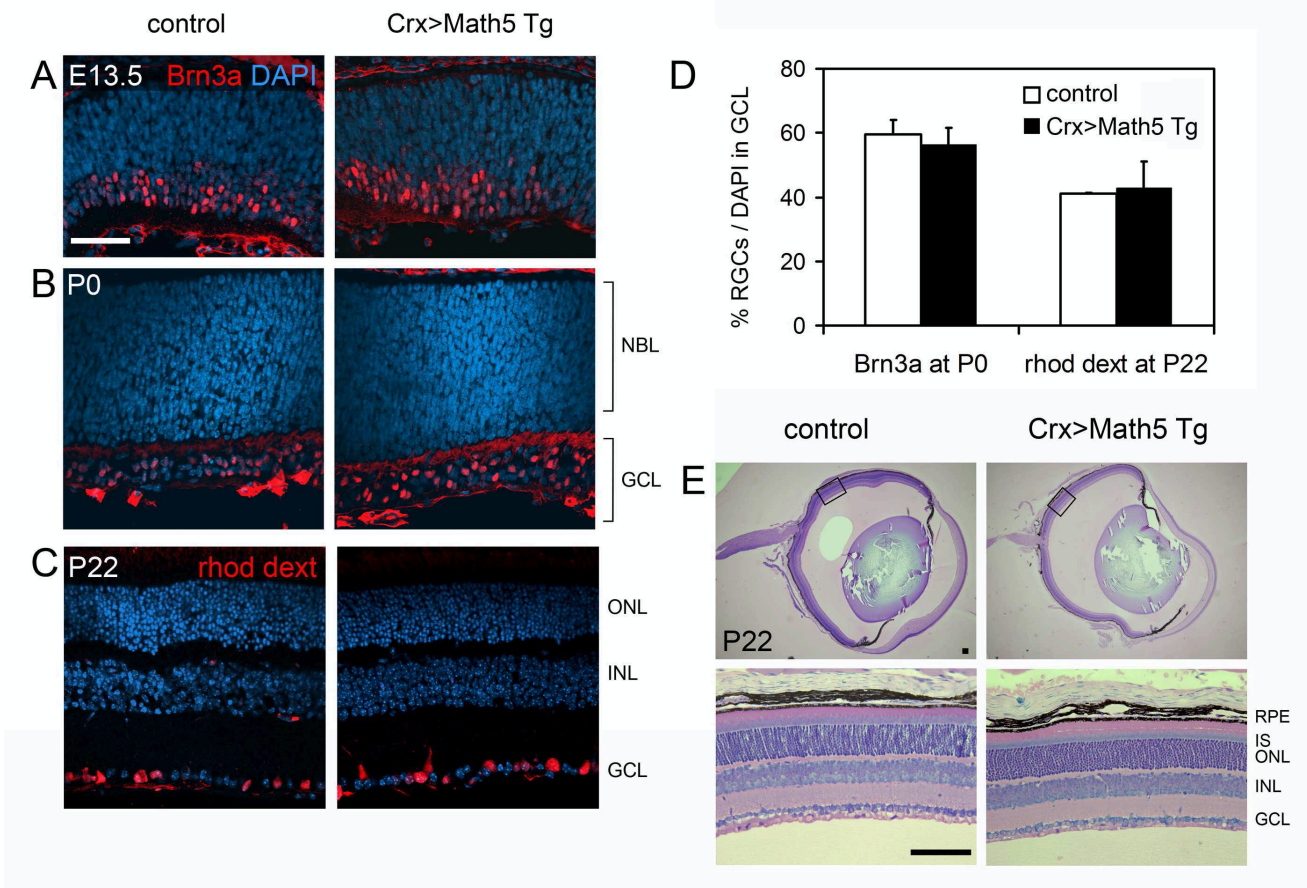 control
Crx>Math5 Tg
A
E13.5 Brn3a DAPI
B
P0
NBL
GCL
C
P22 rhod dext
ONL
INL
GCL
D
% RGCs / DAPI in GCL
80
60
40
20
0
control
Crx>Math5 Tg
Brn3a at P0
rhod dext at P22
control
Crx>Math5 Tg
E
P22
RPE
IS
ONL
INL
GCL